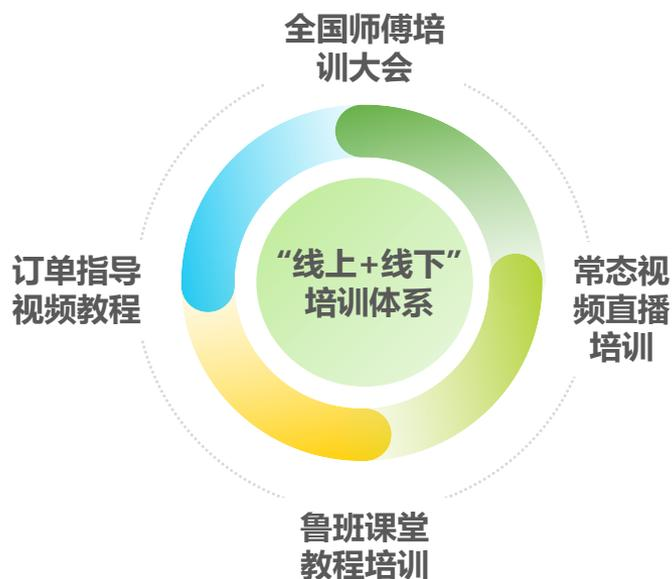 全国师傅培
训大会
订单指导
视频教程
“线上+线下”
培训体系
常态视
频直播
培训
鲁班课堂
教程培训